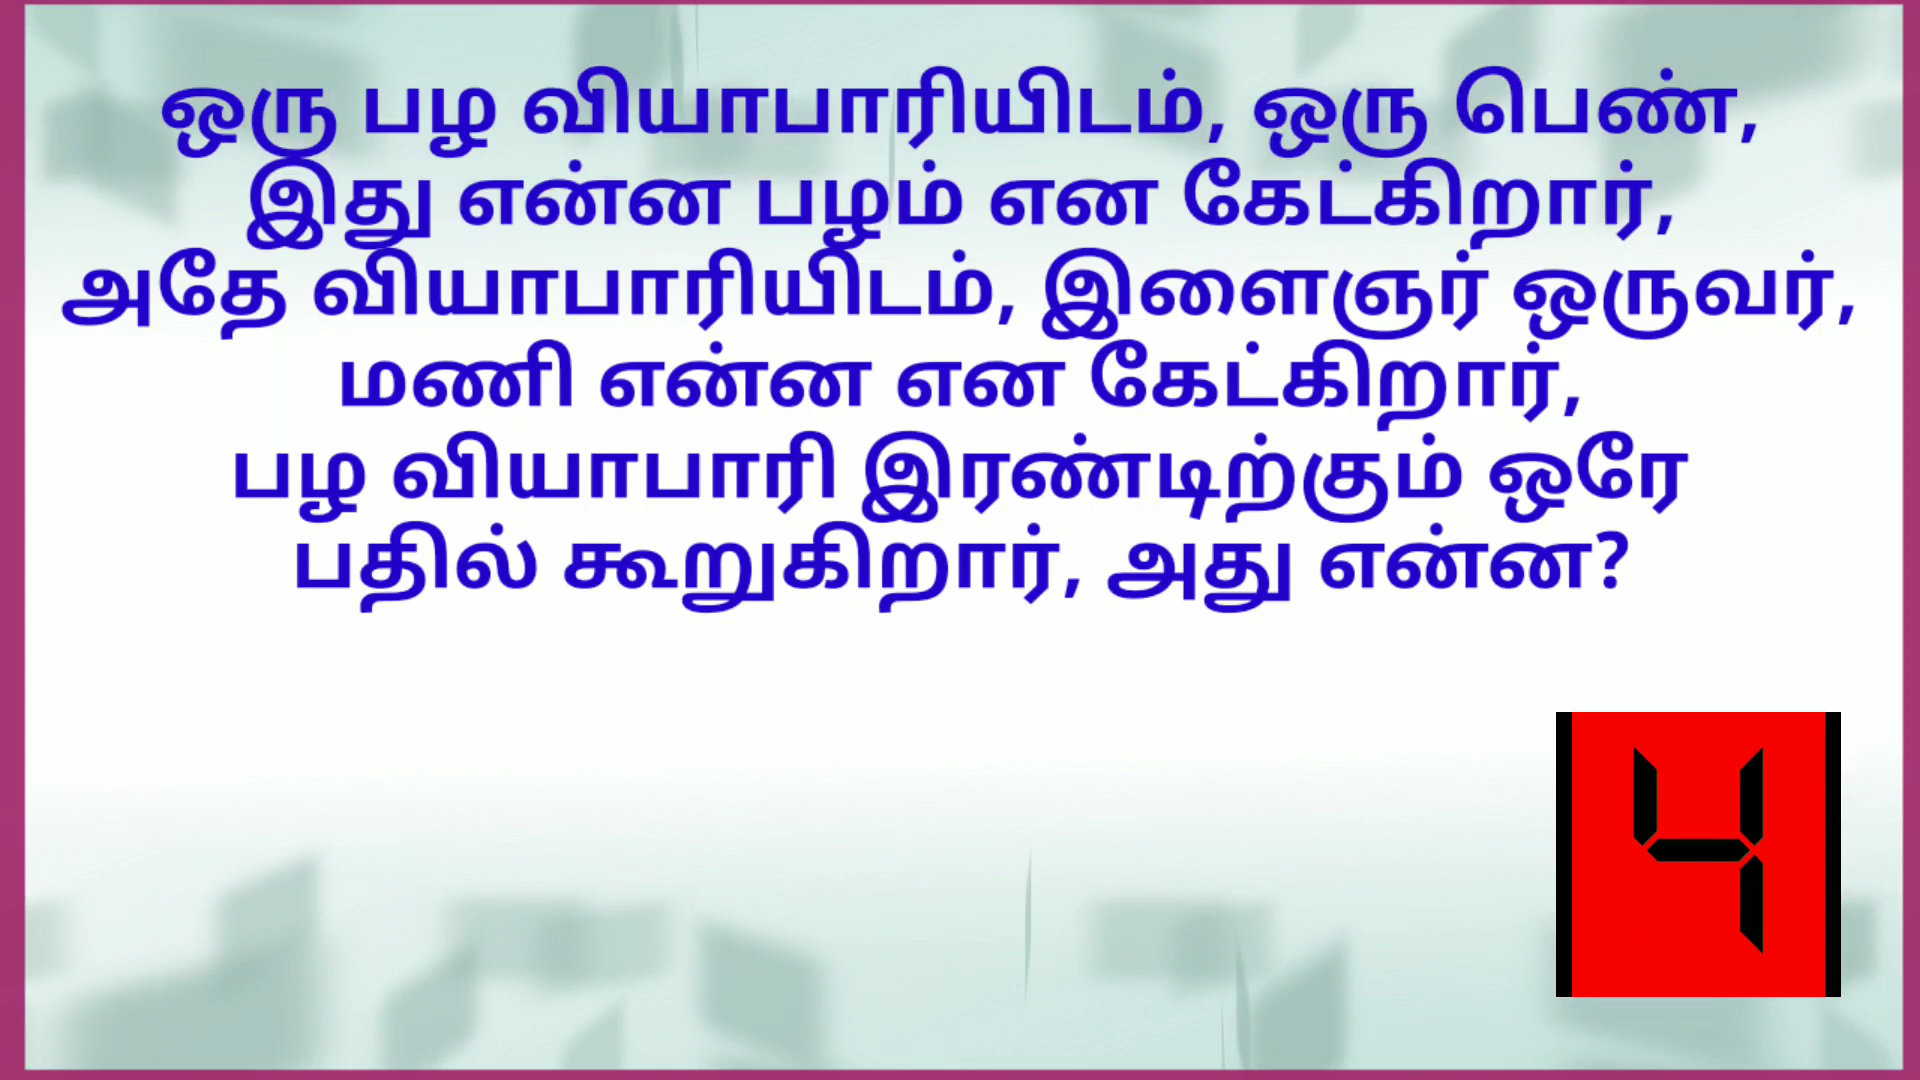 ஒரு பழ வியாபாரியிடம், ஒரு பெண்,
இது என்ன பழம் என கேட்கிறார்,
அதே வியாபாரியிடம், இளைஞர் ஒருவர்,
மணி என்ன என கேட்கிறார்,
பழ வியாபாரி இரண்டிற்கும் ஒரே
பதில் கூறுகிறார், அது என்ன?
4